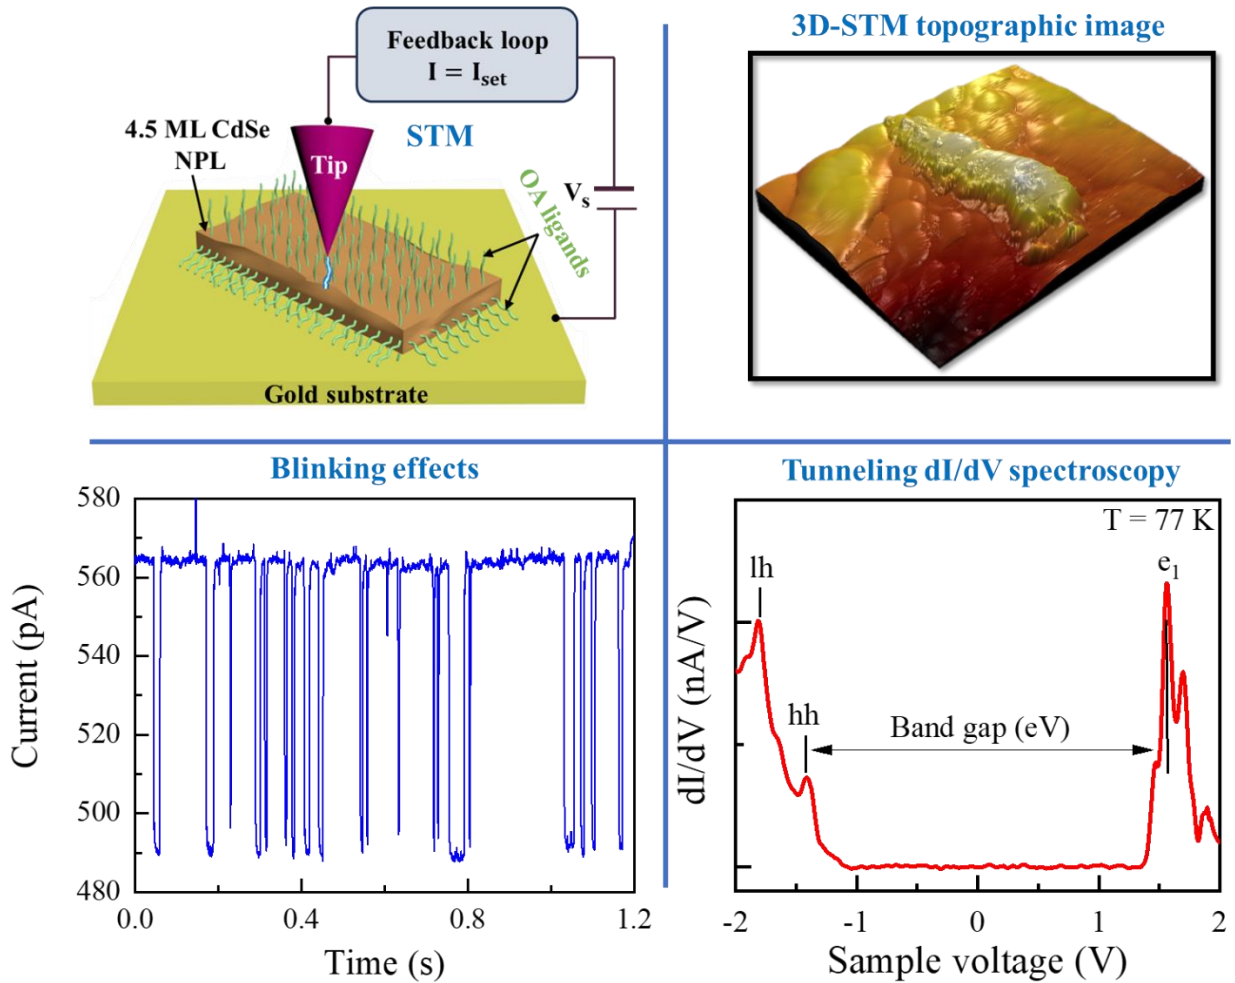 Feedback loop
I = Iset
4.5 ML CdSe
NPL
STM
Tip
Vs
OA ligands
Gold substrate
3D-STM topographic image
Blinking effects
580
560
540
520
500
480
Current (pA)
0.0 0.4 0.8 1.2
Time (s)
Tunneling dI/dV spectroscopy
T = 77 K
lh
e1
hh
Band gap (eV)
dI/dV (nA/V)
-2 -1 0 1 2
Sample voltage (V)